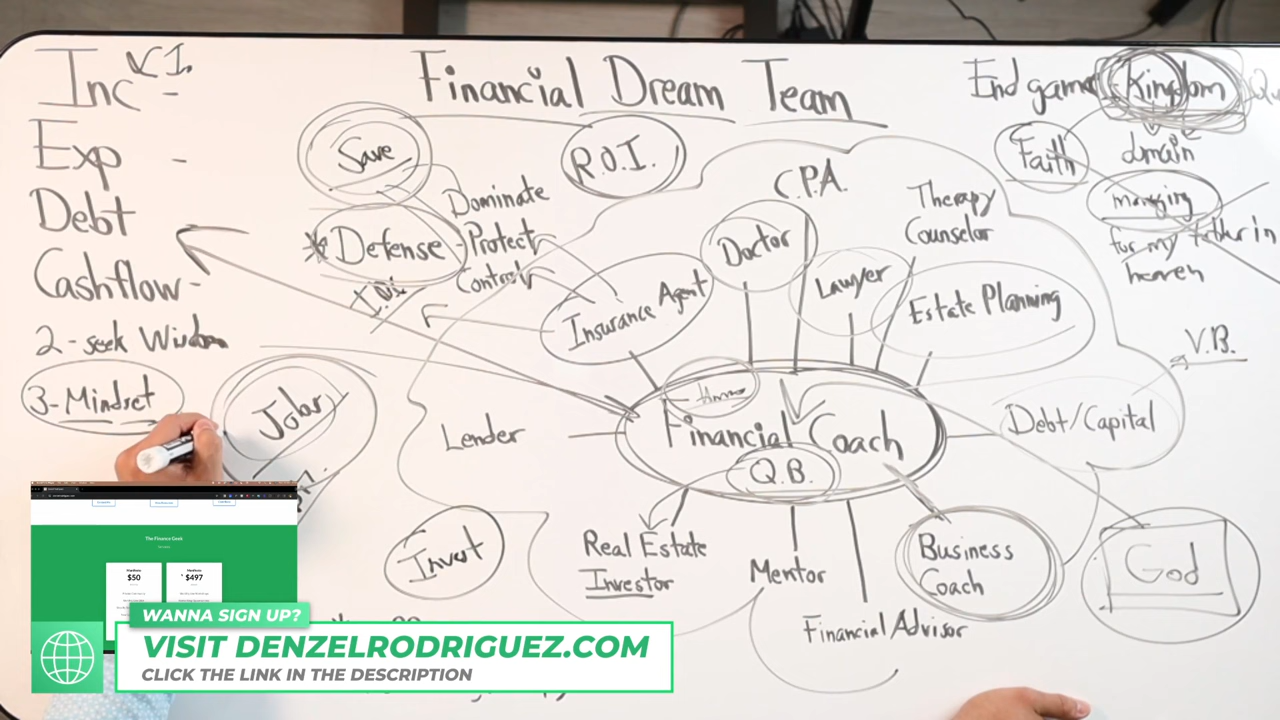 Inc
Financial Dream Team
End game
Kingdom
Exp -
Save
R.O.I.
Faith
domain
C.P.A.
Debt
Dominate
Therapy
Counselor
managing
Defense
Protect
Control
Doctor
for my father in
heaven
Cashflow -
Insurance Agent
Lawyer
Estate Planning
2-seek Wisdom
V.B.
3-Mindset
Lender
Financial Coach
Q.B.
Debt/Capital
Invest
Real Estate
Investor
Mentor
Business
Coach
God
Financial Advisor
The Finance Geek
$50
$497
WANNA SIGN UP?
VISIT DENZELRODRIGUEZ.COM
CLICK THE LINK IN THE DESCRIPTION